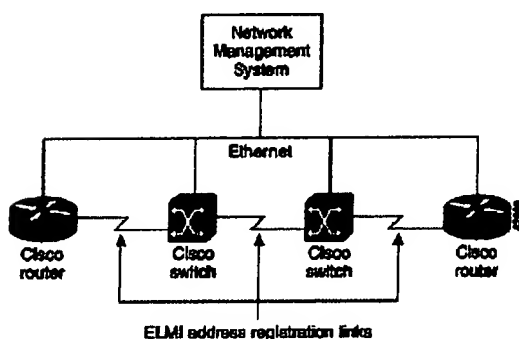 Network
Management
System
Ethernet
Cisco
router
Cisco
switch
Cisco
switch
Cisco
router
ELMI address registration links